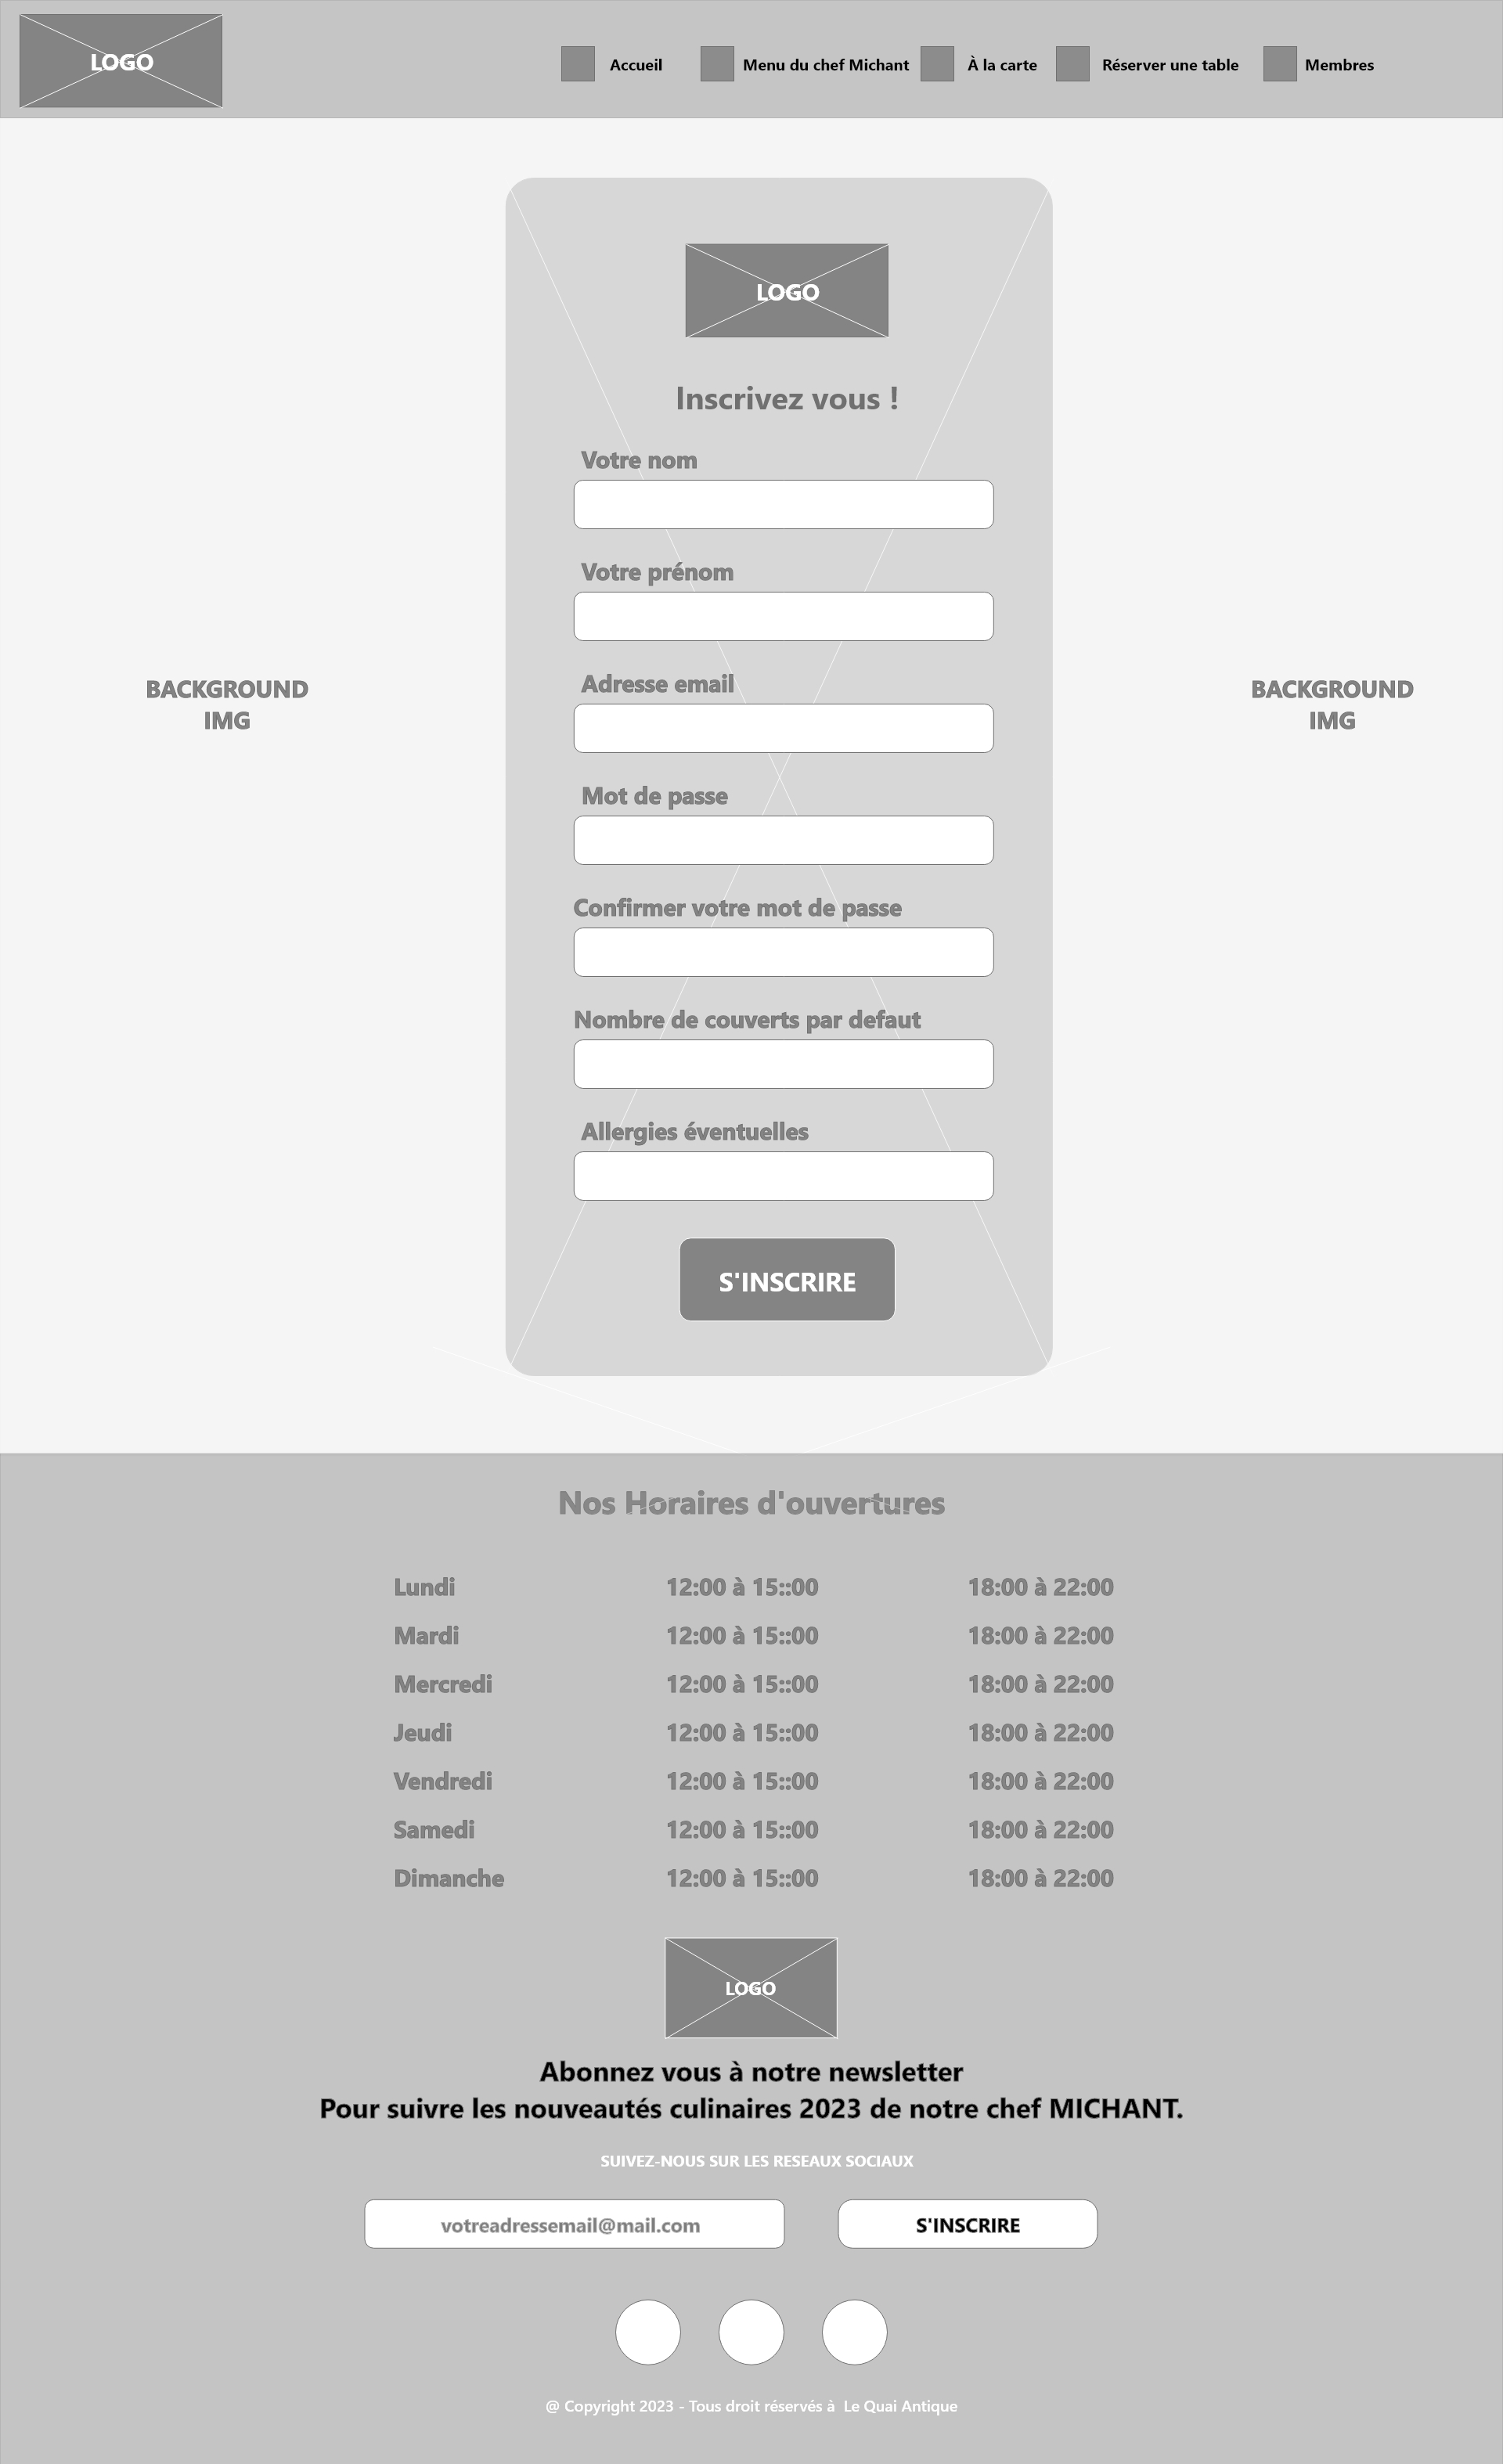 LOGO
Accueil
Menu du chef Michant
À la carte
Réserver une table
Membres
LOGO
Inscrivez vous !
Votre nom
Votre prénom
Adresse email
BACKGROUND
IMG
BACKGROUND
IMG
Mot de passe
Confirmer votre mot de passe
Nombre de couverts par defaut
Allergies éventuelles
S'INSCRIRE
Nos Horaires d'ouvertures
Lundi 12:00 à 15::00 18:00 à 22:00
Mardi 12:00 à 15::00 18:00 à 22:00
Mercredi 12:00 à 15::00 18:00 à 22:00
Jeudi 12:00 à 15::00 18:00 à 22:00
Vendredi 12:00 à 15::00 18:00 à 22:00
Samedi 12:00 à 15::00 18:00 à 22:00
Dimanche 12:00 à 15::00 18:00 à 22:00
LOGO
Abonnez vous à notre newsletter
Pour suivre les nouveautés culinaires 2023 de notre chef MICHANT.
SUIVEZ-NOUS SUR LES RESEAUX SOCIAUX
votreadressemail@mail.com
S'INSCRIRE
@ Copyright 2023 - Tous droit réservés à  Le Quai Antique